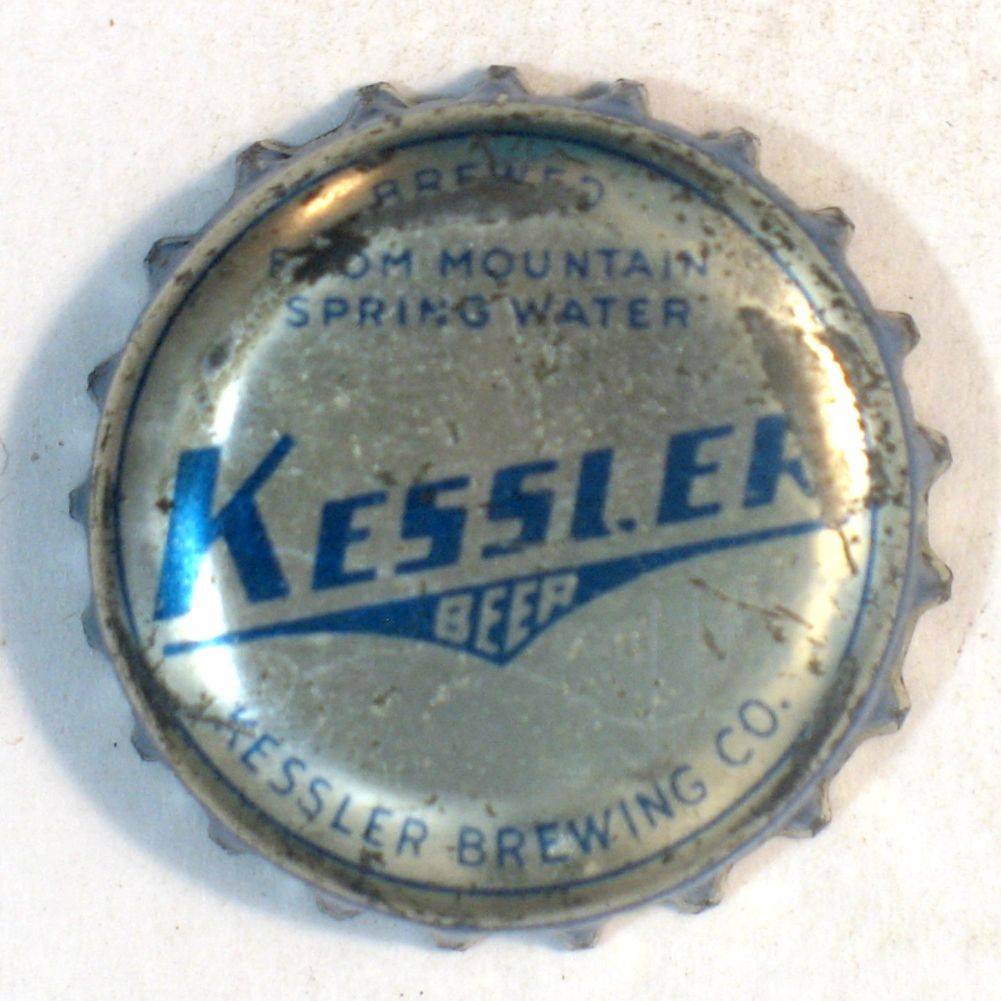 BREWED
FROM MOUNTAIN
SPRING WATER
KESSLER
BEER
KESSLER BREWING CO.